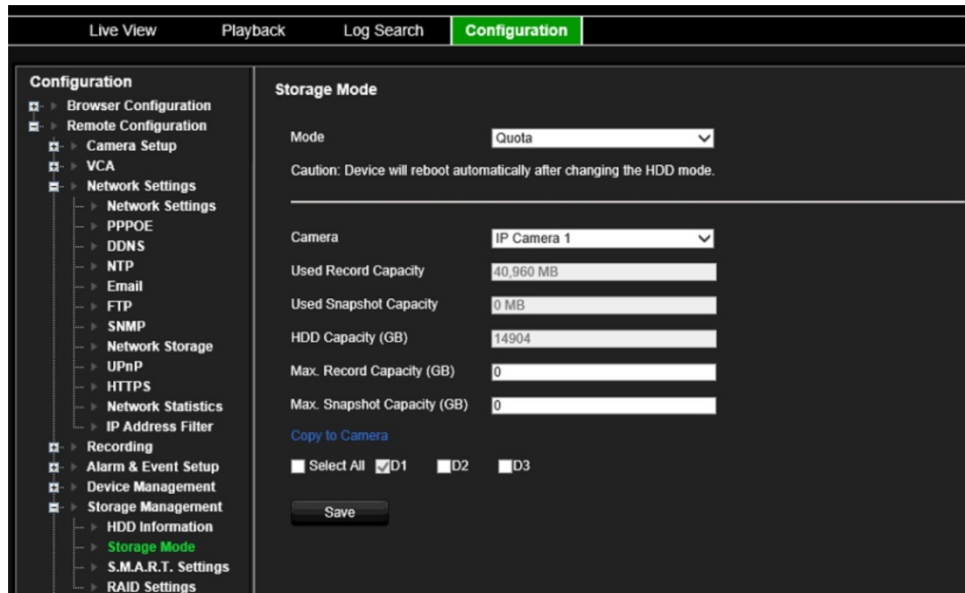 Live View Playback Log Search Configuration
Configuration
Browser Configuration
Remote Configuration
Camera Setup
VCA
Network Settings
Network Settings
PPPOE
DDNS
NTP
Email
FTP
SNMP
Network Storage
UPnP
HTTPS
Network Statistics
IP Address Filter
Recording
Alarm & Event Setup
Device Management
Storage Management
HDD Information
Storage Mode
S.M.A.R.T. Settings
RAID Settings
Storage Mode
Mode Quota
Caution: Device will reboot automatically after changing the HDD mode.
Camera IP Camera 1
Used Record Capacity 40,960 MB
Used Snapshot Capacity 0 MB
HDD Capacity (GB) 14904
Max. Record Capacity (GB) 0
Max. Snapshot Capacity (GB) 0
Copy to Camera
Select All D1 D2 D3
Save